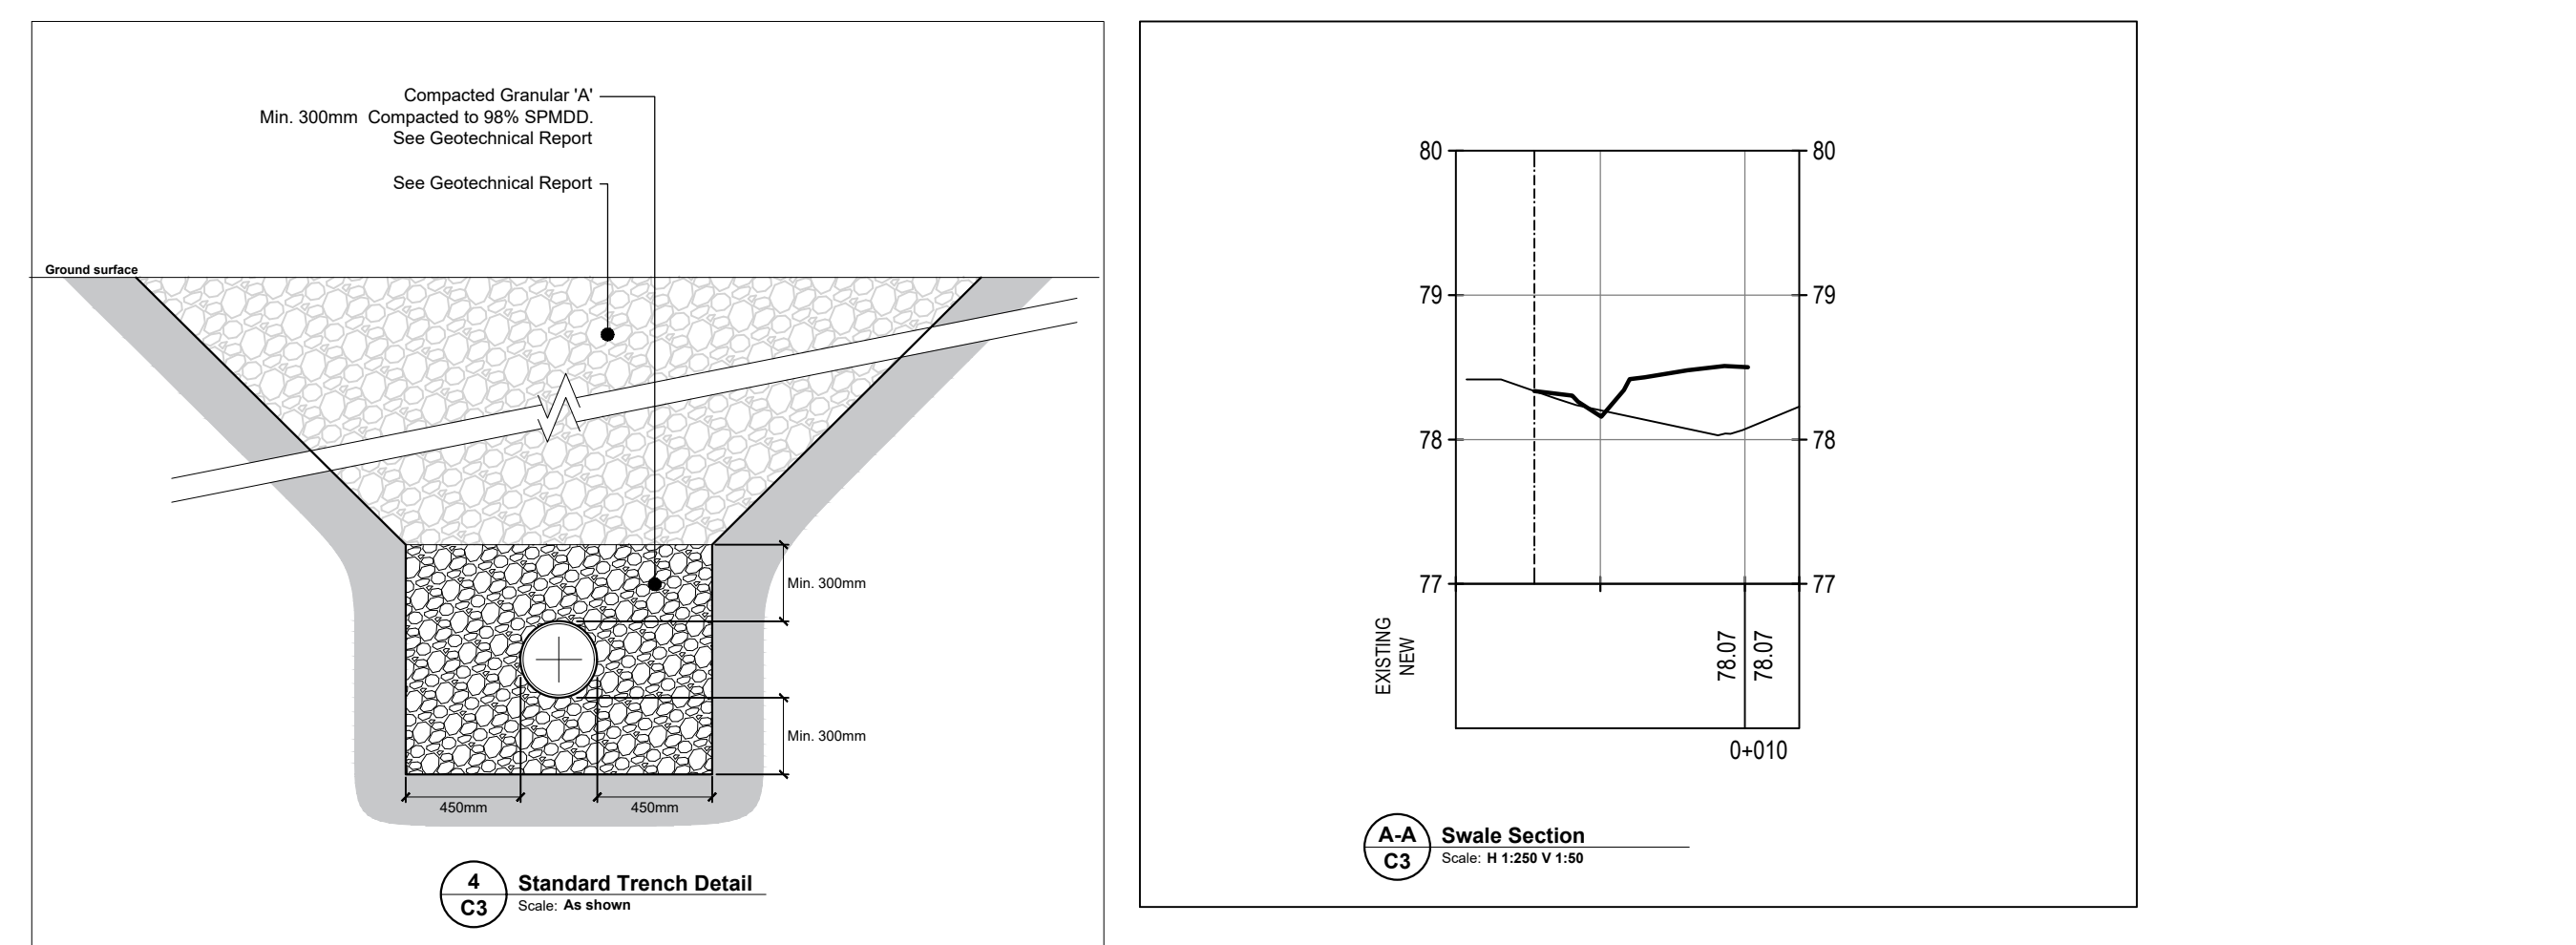 Compacted Granular 'A'
Min. 300mm Compacted to 98% SPMDD.
See Geotechnical Report
See Geotechnical Report
Ground surface
Min. 300mm
Min. 300mm
450mm
450mm
4
C3
Standard Trench Detail
Scale: As shown
80
80
79
79
78
78
77
77
EXISTING
NEW
78.07
78.07
0+010
A-A
C3
Swale Section
Scale: H 1:250 V 1:50